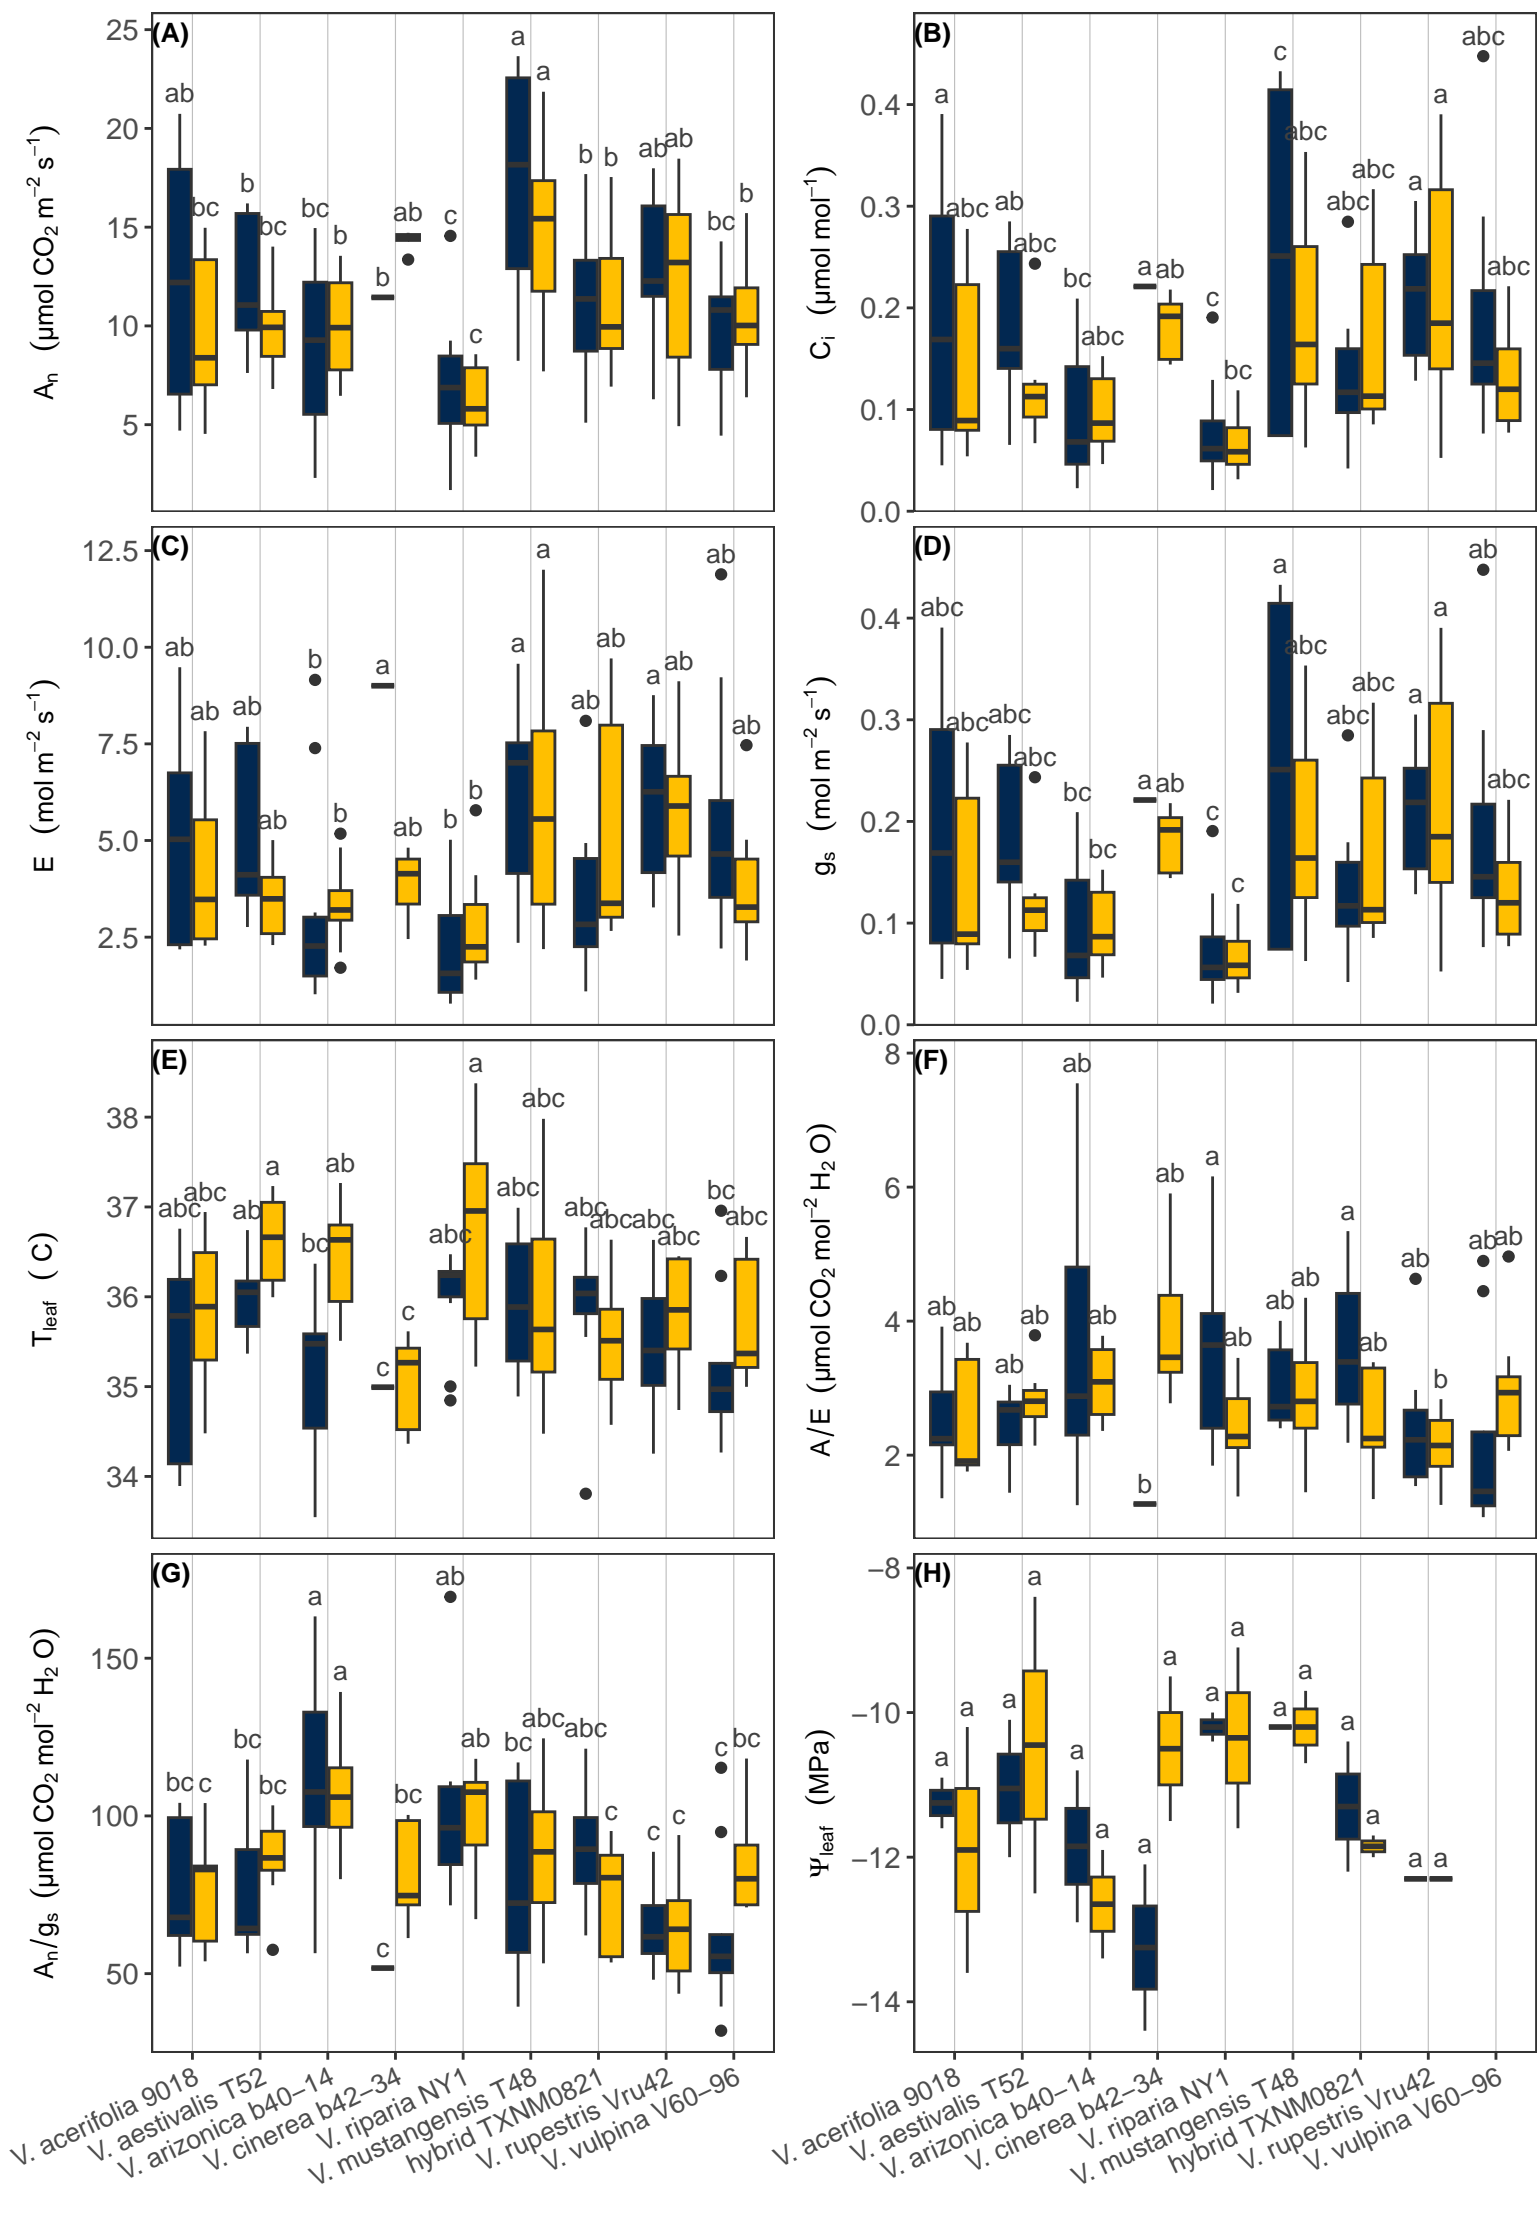 (A)
25
20
15
10
5
Aₙ (µmol CO₂ m⁻² s⁻¹)
ab bc b bc bc b b ab c c a a b b ab ab bc b
(B)
0.4
0.3
0.2
0.1
0.0
Cᵢ (µmol mol⁻¹)
a abc ab abc bc abc a ab c bc c abc abc abc a a abc abc
(C)
12.5
10.0
7.5
5.0
2.5
E (mol m⁻² s⁻¹)
ab ab ab ab b b a ab b b a a ab ab a ab ab ab
(D)
0.4
0.3
0.2
0.1
0.0
gₛ (mol m⁻² s⁻¹)
abc abc abc abc bc bc a ab c c a abc abc abc a a ab abc
(E)
38
37
36
35
34
T_leaf ( C)
abc abc ab a bc ab c c abc a abc abc abc abc abc abc bc abc
(F)
8
6
4
2
A/E (µmol CO₂ mol⁻² H₂ O)
ab ab ab ab ab ab b ab a ab ab ab a ab ab b ab ab
(G)
150
100
50
Aₙ/gₛ (µmol CO₂ mol⁻² H₂ O)
bc c bc bc a a c bc ab ab bc abc abc c c c c bc
(H)
−8
−10
−12
−14
Ψ_leaf (MPa)
a a a a a a a a a a a a a a a
V. acerifolia 9018
V. aestivalis T52
V. arizonica b40−14
V. cinerea b42−34
V. riparia NY1
V. mustangensis T48
hybrid TXNM0821
V. rupestris Vru42
V. vulpina V60−96
V. acerifolia 9018
V. aestivalis T52
V. arizonica b40−14
V. cinerea b42−34
V. riparia NY1
V. mustangensis T48
hybrid TXNM0821
V. rupestris Vru42
V. vulpina V60−96